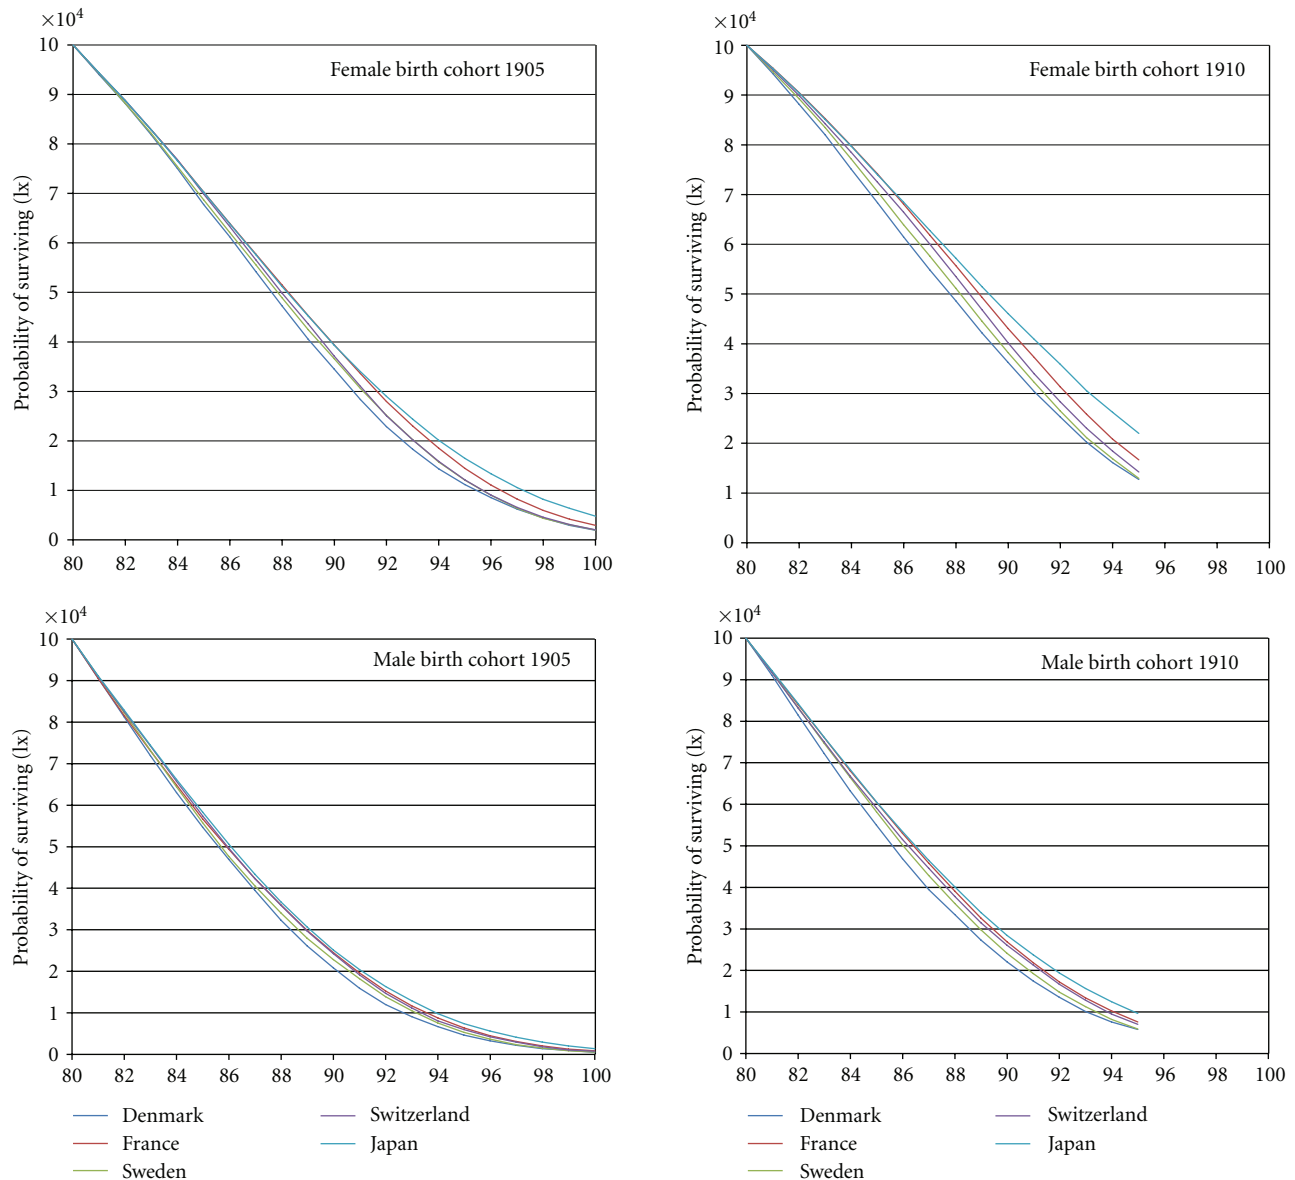 ×10⁴
10
Female birth cohort 1905
9
8
7
6
5
4
3
2
1
0
80 82 84 86 88 90 92 94 96 98 100
Probability of surviving (lx)
×10⁴
10
Female birth cohort 1910
9
8
7
6
5
4
3
2
1
0
80 82 84 86 88 90 92 94 96 98 100
Probability of surviving (lx)
×10⁴
10
Male birth cohort 1905
9
8
7
6
5
4
3
2
1
0
80 82 84 86 88 90 92 94 96 98 100
Probability of surviving (lx)
Denmark
France
Sweden
Switzerland
Japan
×10⁴
10
Male birth cohort 1910
9
8
7
6
5
4
3
2
1
0
80 82 84 86 88 90 92 94 96 98 100
Probability of surviving (lx)
Denmark
France
Sweden
Switzerland
Japan